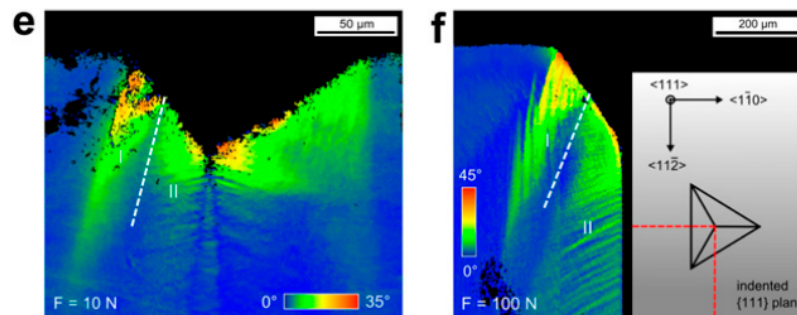 e
50 µm
I
II
F = 10 N
0°
35°
f
200 µm
I
II
45°
0°
F = 100 N
<111>
<11̄0>
<112̄>
indented
{111} plan